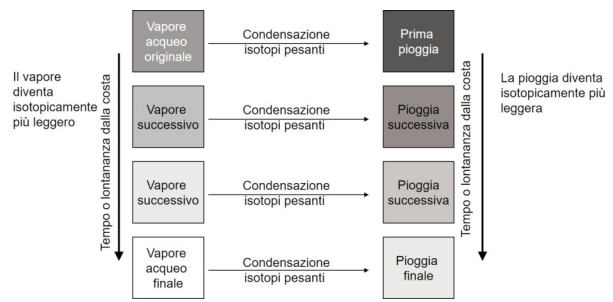 Il vapore
diventa
isotopicamente
più leggero
Tempo o lontananza dalla costa
Vapore
acqueo
originale
Condensazione
isotopi pesanti
Prima
pioggia
Vapore
successivo
Condensazione
isotopi pesanti
Pioggia
successiva
Vapore
successivo
Condensazione
isotopi pesanti
Pioggia
successiva
Vapore
acqueo
finale
Condensazione
isotopi pesanti
Pioggia
finale
Tempo o lontananza dalla costa
La pioggia diventa
isotopicamente più
leggera